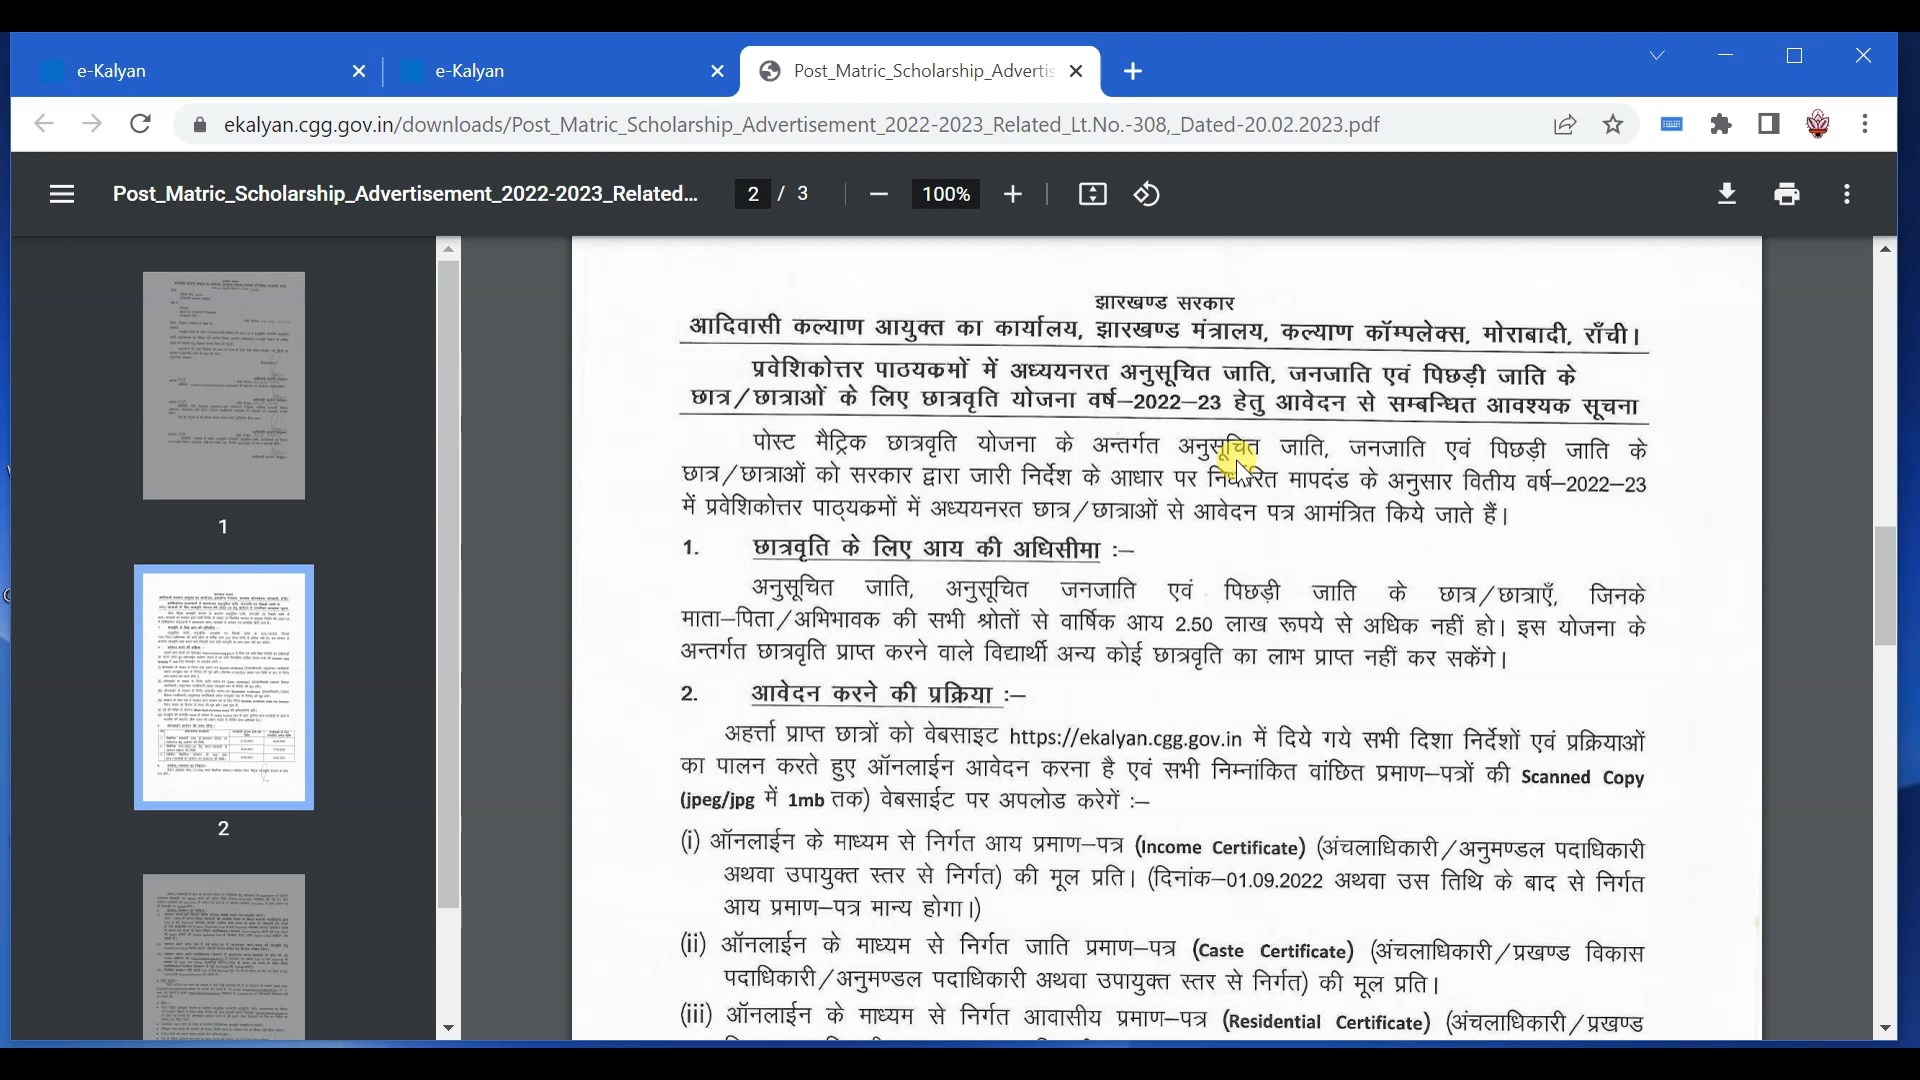 e-Kalyan
e-Kalyan
Post_Matric_Scholarship_Advertis
ekalyan.cgg.gov.in/downloads/Post_Matric_Scholarship_Advertisement_2022-2023_Related_Lt.No.-308,_Dated-20.02.2023.pdf
Post_Matric_Scholarship_Advertisement_2022-2023_Related...
2 / 3
100%
1
2
झारखण्ड सरकार
आदिवासी कल्याण आयुक्त का कार्यालय, झारखण्ड मंत्रालय, कल्याण कॉम्पलेक्स, मोराबादी, राँची।
प्रवेशिकोत्तर पाठयक्रमों में अध्ययनरत अनुसूचित जाति, जनजाति एवं पिछड़ी जाति के
छात्र/छात्राओं के लिए छात्रवृति योजना वर्ष–2022–23 हेतु आवेदन से सम्बन्धित आवश्यक सूचना
पोस्ट मैट्रिक छात्रवृति योजना के अन्तर्गत अनुसूचित जाति, जनजाति एवं पिछड़ी जाति के
छात्र/छात्राओं को सरकार द्वारा जारी निर्देश के आधार पर निर्धारित मापदंड के अनुसार वितीय वर्ष–2022–23
में प्रवेशिकोत्तर पाठ्यक्रमों में अध्ययनरत छात्र/छात्राओं से आवेदन पत्र आमंत्रित किये जाते हैं।
1. छात्रवृति के लिए आय की अधिसीमा :–
अनुसूचित जाति, अनुसूचित जनजाति एवं पिछड़ी जाति के छात्र/छात्राएँ, जिनके
माता–पिता/अभिभावक की सभी श्रोतों से वार्षिक आय 2.50 लाख रूपये से अधिक नहीं हो। इस योजना के
अन्तर्गत छात्रवृति प्राप्त करने वाले विद्यार्थी अन्य कोई छात्रवृति का लाभ प्राप्त नहीं कर सकेंगे।
2. आवेदन करने की प्रक्रिया :–
अहर्त्ता प्राप्त छात्रों को वेबसाइट https://ekalyan.cgg.gov.in में दिये गये सभी दिशा निर्देशों एवं प्रक्रियाओं
का पालन करते हुए ऑनलाईन आवेदन करना है एवं सभी निम्नांकित वांछित प्रमाण–पत्रों की Scanned Copy
(jpeg/jpg में 1mb तक) वेबसाईट पर अपलोड करेगें :–
(i) ऑनलाईन के माध्यम से निर्गत आय प्रमाण–पत्र (Income Certificate) (अंचलाधिकारी/अनुमण्डल पदाधिकारी
अथवा उपायुक्त स्तर से निर्गत) की मूल प्रति। (दिनांक–01.09.2022 अथवा उस तिथि के बाद से निर्गत
आय प्रमाण–पत्र मान्य होगा।)
(ii) ऑनलाईन के माध्यम से निर्गत जाति प्रमाण–पत्र (Caste Certificate) (अंचलाधिकारी/प्रखण्ड विकास
पदाधिकारी/अनुमण्डल पदाधिकारी अथवा उपायुक्त स्तर से निर्गत) की मूल प्रति।
(iii) ऑनलाईन के माध्यम से निर्गत आवासीय प्रमाण–पत्र (Residential Certificate) (अंचलाधिकारी/प्रखण्ड